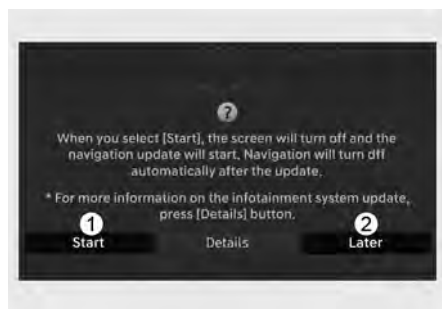 ?
When you select [Start], the screen will turn off and the
navigation update will start. Navigation will turn off
automatically after the update.
* For more information on the infotainment system update,
press [Details] button.
1
2
Start Details Later